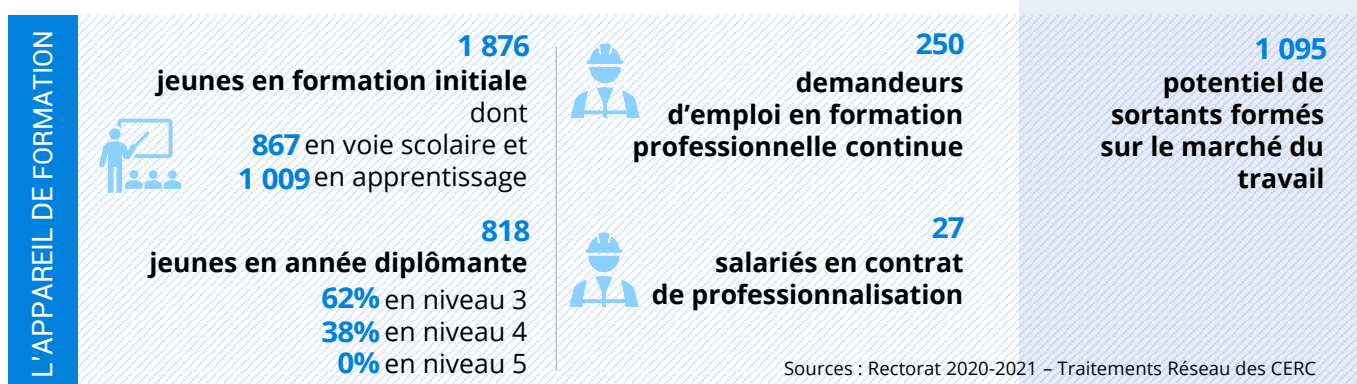 L'APPAREIL DE FORMATION
1 876
jeunes en formation initiale
dont
867 en voie scolaire et
1 009 en apprentissage
818
jeunes en année diplômante
62% en niveau 3
38% en niveau 4
0% en niveau 5
250
demandeurs
d'emploi en formation
professionnelle continue
27
salariés en contrat
de professionnalisation
1 095
potentiel de
sortants formés
sur le marché du
travail
Sources : Rectorat 2020-2021 – Traitements Réseau des CERC